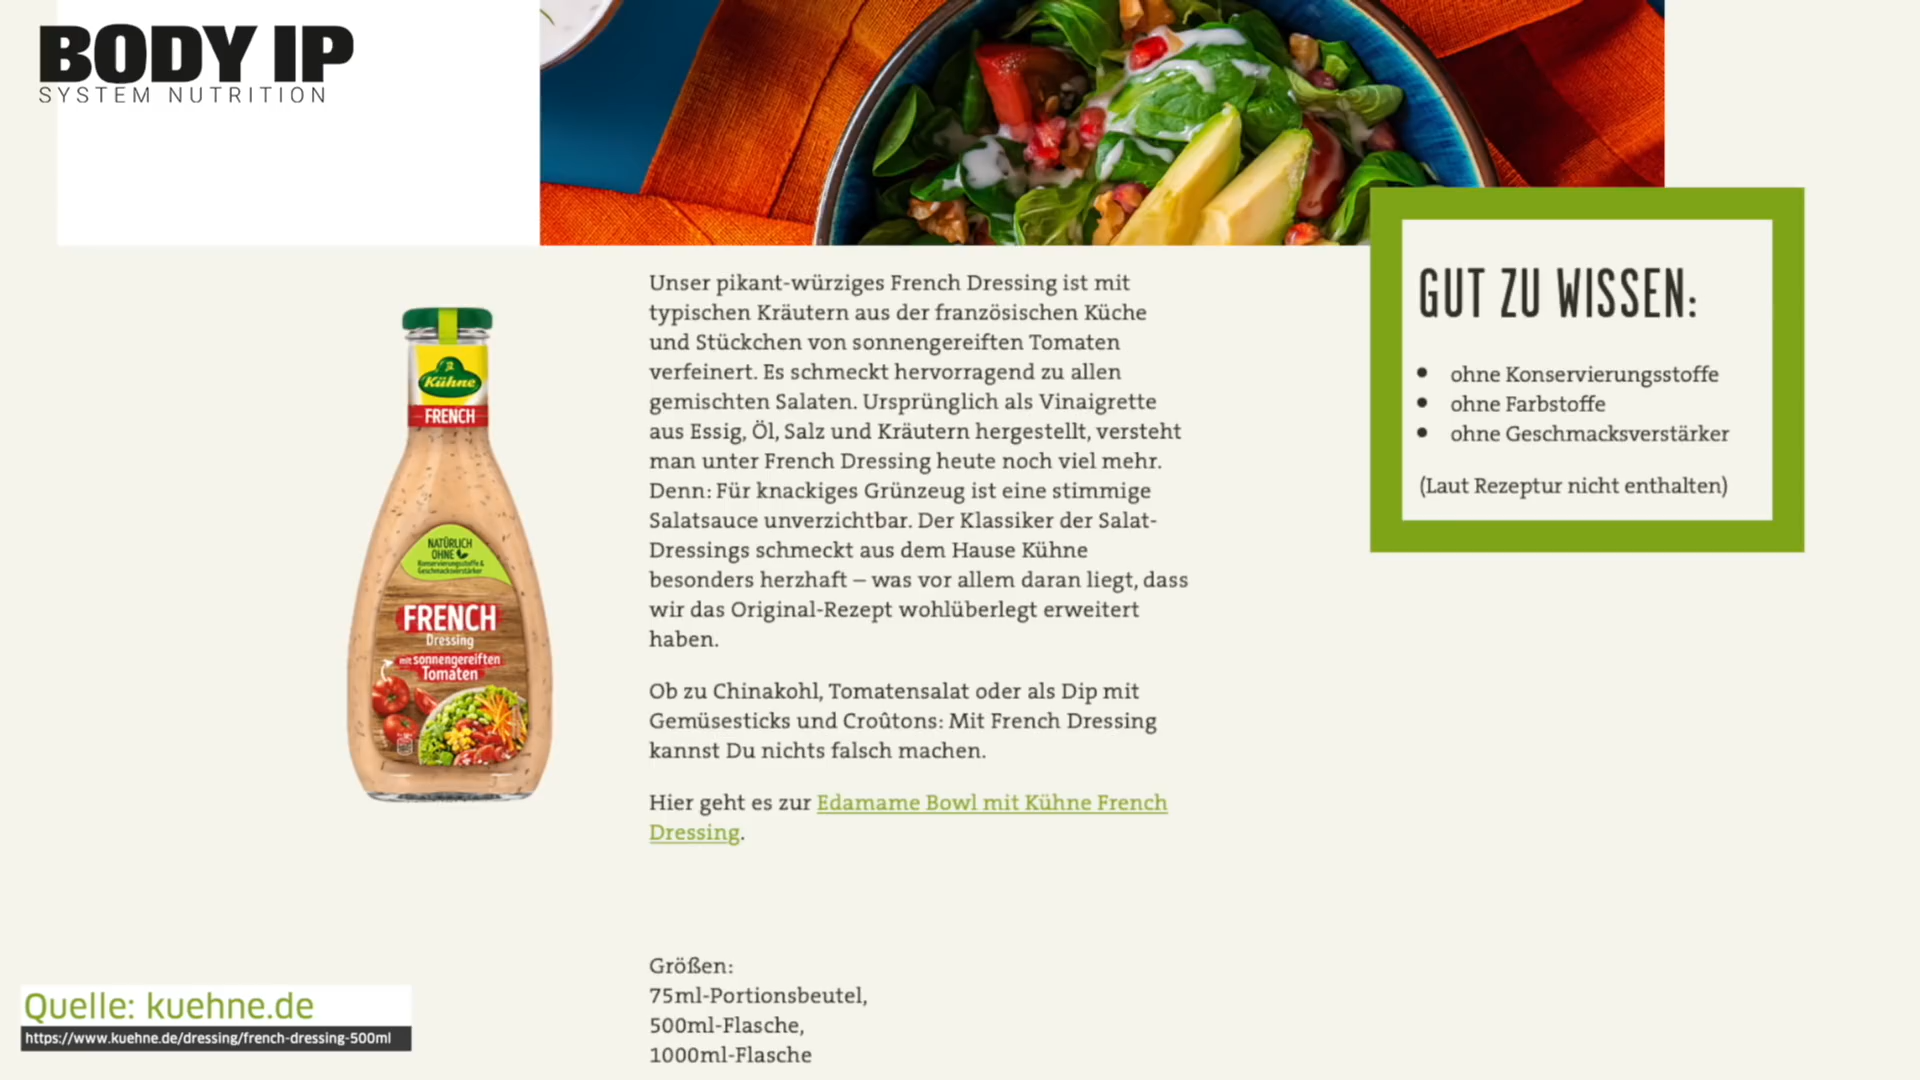 BODY IP
SYSTEM NUTRITION
Unser pikant-würziges French Dressing ist mit
typischen Kräutern aus der französischen Küche
und Stückchen von sonnengereiften Tomaten
verfeinert. Es schmeckt hervorragend zu allen
gemischten Salaten. Ursprünglich als Vinaigrette
aus Essig, Öl, Salz und Kräutern hergestellt, versteht
man unter French Dressing heute noch viel mehr.
Denn: Für knackiges Grünzeug ist eine stimmige
Salatsauce unverzichtbar. Der Klassiker der Salat-
Dressings schmeckt aus dem Hause Kühne
besonders herzhaft – was vor allem daran liegt, dass
wir das Original-Rezept wohlüberlegt erweitert
haben.
Ob zu Chinakohl, Tomatensalat oder als Dip mit
Gemüsesticks und Croûtons: Mit French Dressing
kannst Du nichts falsch machen.
Hier geht es zur Edamame Bowl mit Kühne French
Dressing.
Größen:
75ml-Portionsbeutel,
500ml-Flasche,
1000ml-Flasche
GUT ZU WISSEN:
• ohne Konservierungsstoffe
• ohne Farbstoffe
• ohne Geschmacksverstärker
(Laut Rezeptur nicht enthalten)
Kühne
FRENCH
NATÜRLICH
OHNE
Konservierungsstoffe &
Geschmacksverstärker
FRENCH
Dressing
mit sonnengereiften
Tomaten
Quelle: kuehne.de
https://www.kuehne.de/dressing/french-dressing-500ml